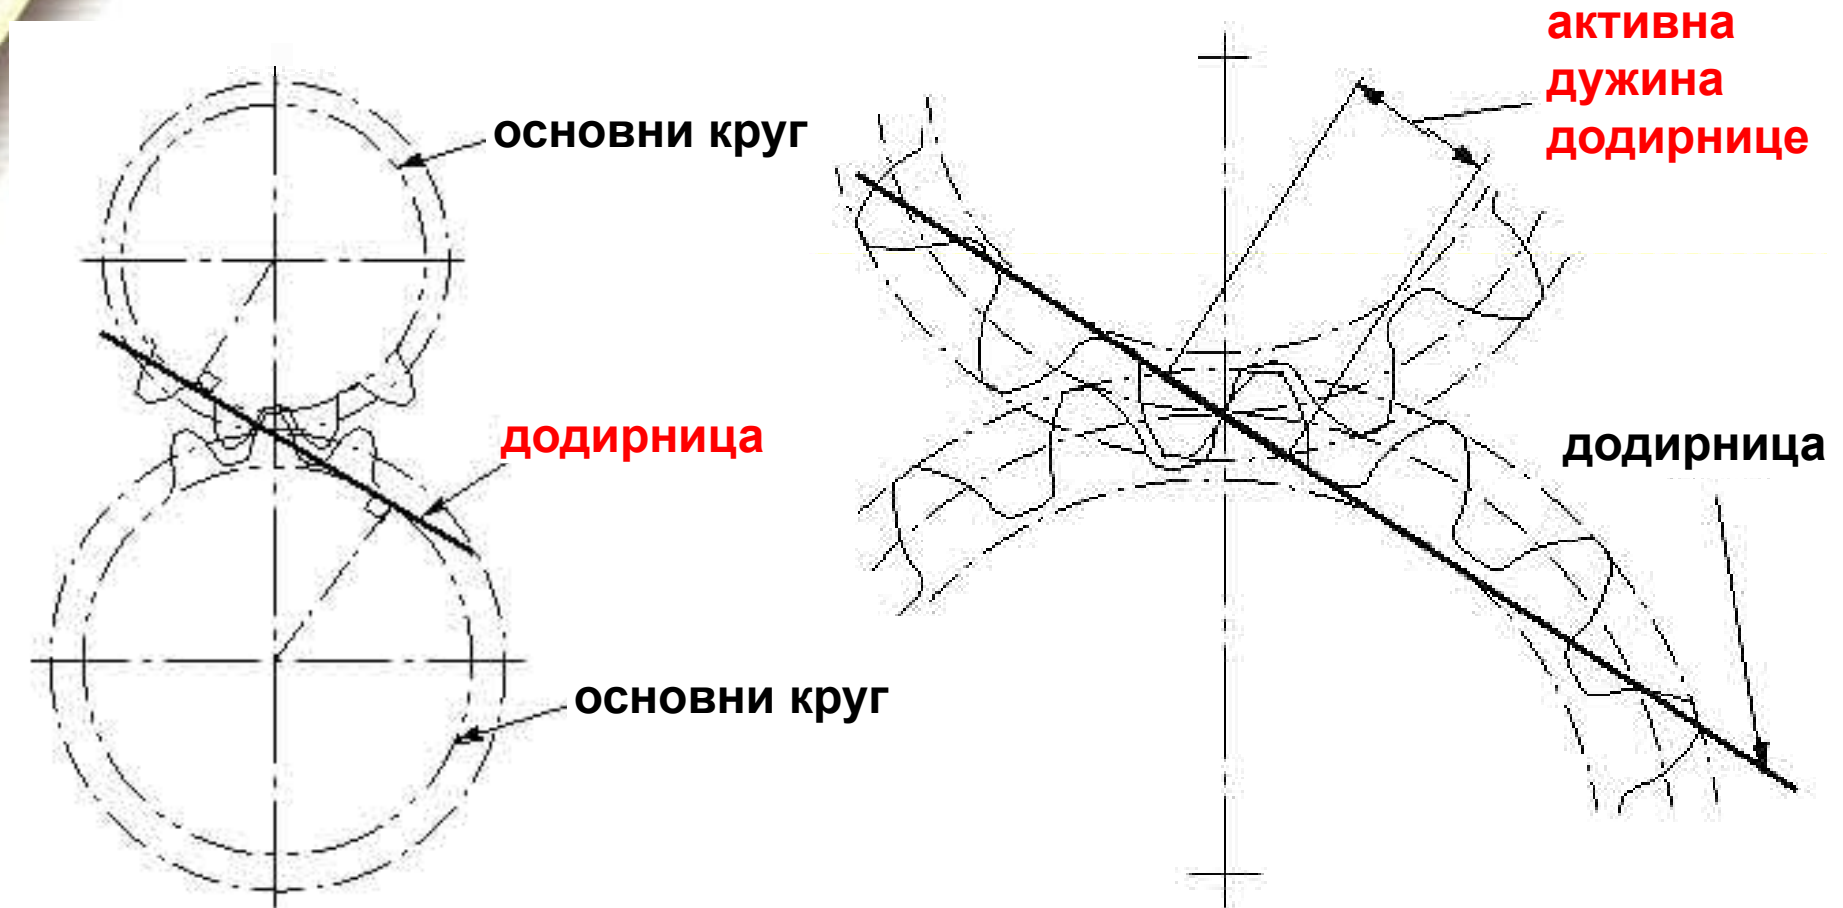 основни круг
додирница
основни круг
активна
дужина
додирнице
додирница